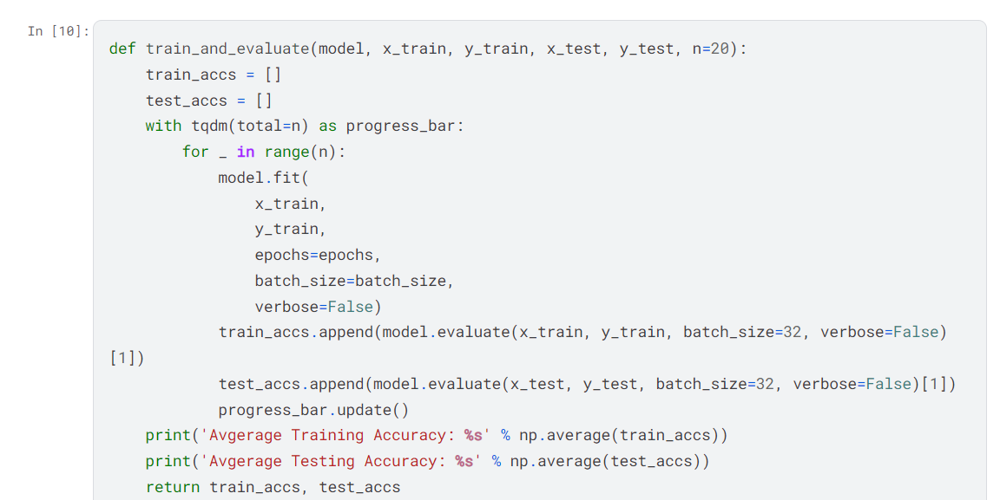 In [10]:
def train_and_evaluate(model, x_train, y_train, x_test, y_test, n=20):
    train_accs = []
    test_accs = []
    with tqdm(total=n) as progress_bar:
        for _ in range(n):
            model.fit(
                x_train,
                y_train,
                epochs=epochs,
                batch_size=batch_size,
                verbose=False)
            train_accs.append(model.evaluate(x_train, y_train, batch_size=32, verbose=False)
[1])
            test_accs.append(model.evaluate(x_test, y_test, batch_size=32, verbose=False)[1])
            progress_bar.update()
    print('Avgerage Training Accuracy: %s' % np.average(train_accs))
    print('Avgerage Testing Accuracy: %s' % np.average(test_accs))
    return train_accs, test_accs